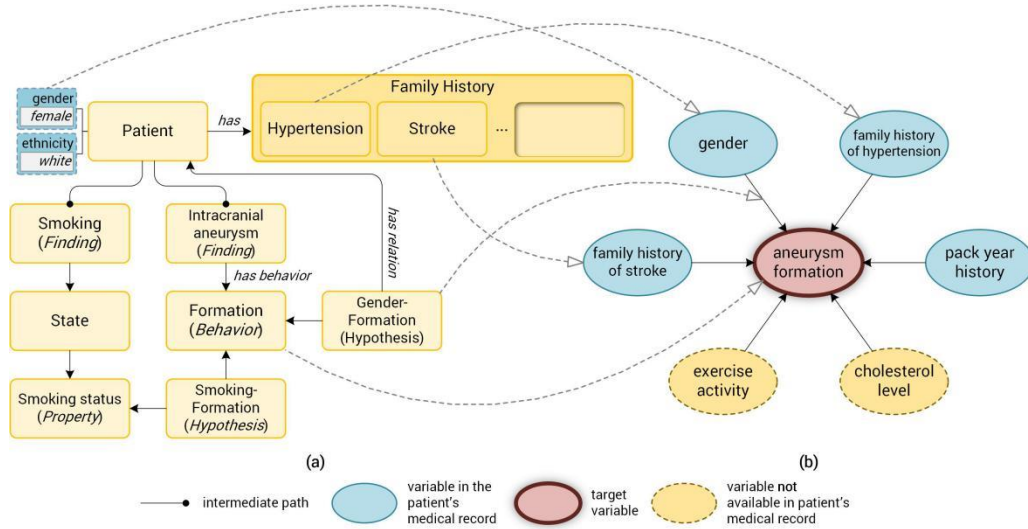 gender
female
ethnicity
white
Patient
has
Family History
Hypertension
Stroke
...
Smoking
(Finding)
Intracranial
aneurysm
(Finding)
has relation
has behavior
State
Formation
(Behavior)
Gender-
Formation
(Hypothesis)
Smoking status
(Property)
Smoking-
Formation
(Hypothesis)
gender
family history
of hypertension
family history
of stroke
aneurysm
formation
pack year
history
exercise
activity
cholesterol
level
(a)
(b)
intermediate path
variable in the
patient's
medical record
target
variable
variable not
available in patient's
medical record